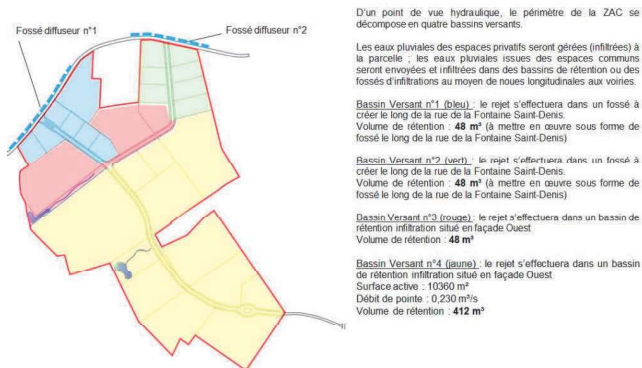 Fossé diffuseur n°1
Fossé diffuseur n°2
D'un point de vue hydraulique, le périmètre de la ZAC se
décompose en quatre bassins versants.
Les eaux pluviales des espaces privatifs seront gérées (infiltrées) à
la parcelle ; les eaux pluviales issues des espaces communs
seront envoyées et infiltrées dans des bassins de rétention ou des
fossés d'infiltrations au moyen de noues longitudinales aux voiries.
Bassin Versant n°1 (bleu) : le rejet s'effectuera dans un fossé à
créer le long de la rue de la Fontaine Saint-Denis.
Volume de rétention : 48 m³ (à mettre en œuvre sous forme de
fossé le long de la rue de la Fontaine Saint-Denis)
Bassin Versant n°2 (vert) : le rejet s'effectuera dans un fossé à
créer le long de la rue de la Fontaine Saint-Denis.
Volume de rétention : 48 m³ (à mettre en œuvre sous forme de
fossé le long de la rue de la Fontaine Saint-Denis)
Bassin Versant n°3 (rouge) : le rejet s'effectuera dans un bassin de
rétention infiltration situé en façade Ouest
Volume de rétention : 48 m³
Bassin Versant n°4 (jaune) : le rejet s'effectuera dans un bassin
de rétention infiltration situé en façade Ouest
Surface active : 10360 m²
Débit de pointe : 0,230 m³/s
Volume de rétention : 412 m³